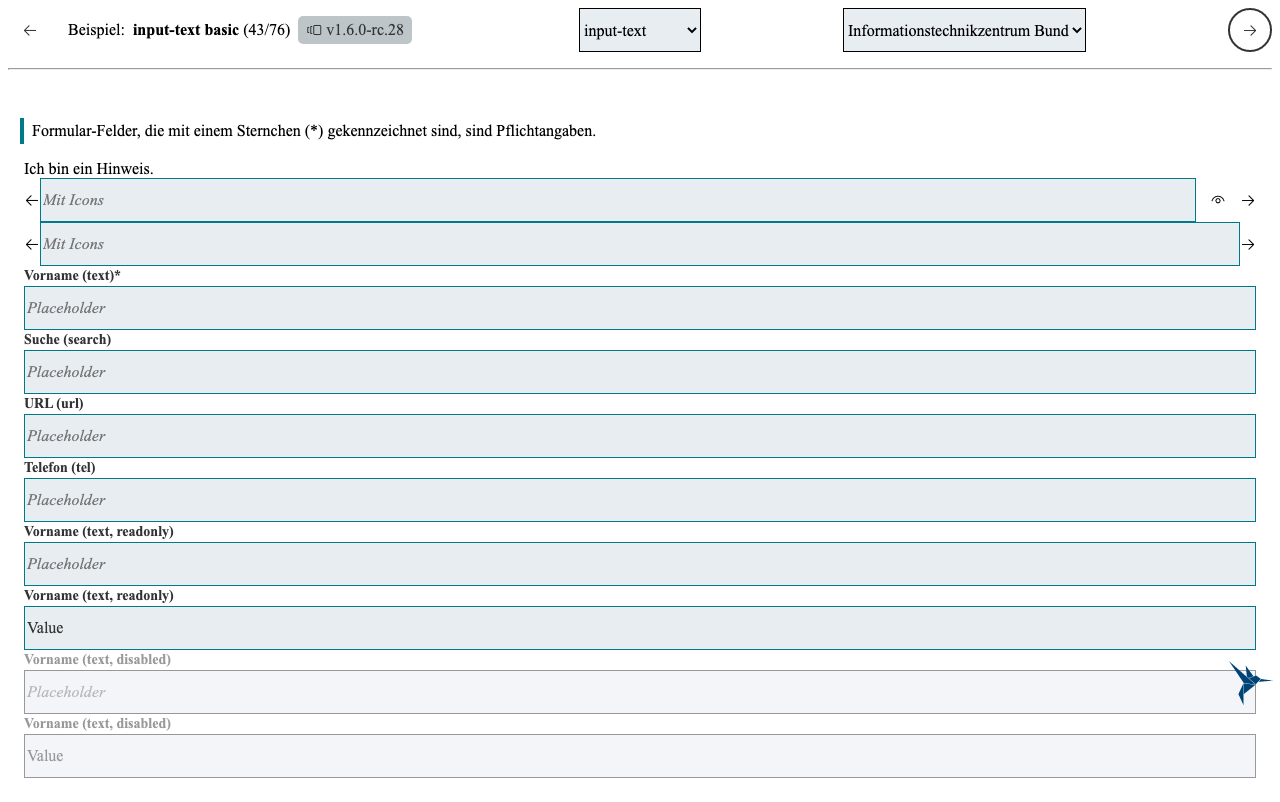 Beispiel: input-text basic (43/76) v1.6.0-rc.28 input-text Informationstechnikzentrum Bund
Formular-Felder, die mit einem Sternchen (*) gekennzeichnet sind, sind Pflichtangaben.
Ich bin ein Hinweis.
Mit Icons
Mit Icons
Vorname (text)*
Placeholder
Suche (search)
Placeholder
URL (url)
Placeholder
Telefon (tel)
Placeholder
Vorname (text, readonly)
Placeholder
Vorname (text, readonly)
Value
Vorname (text, disabled)
Placeholder
Vorname (text, disabled)
Value